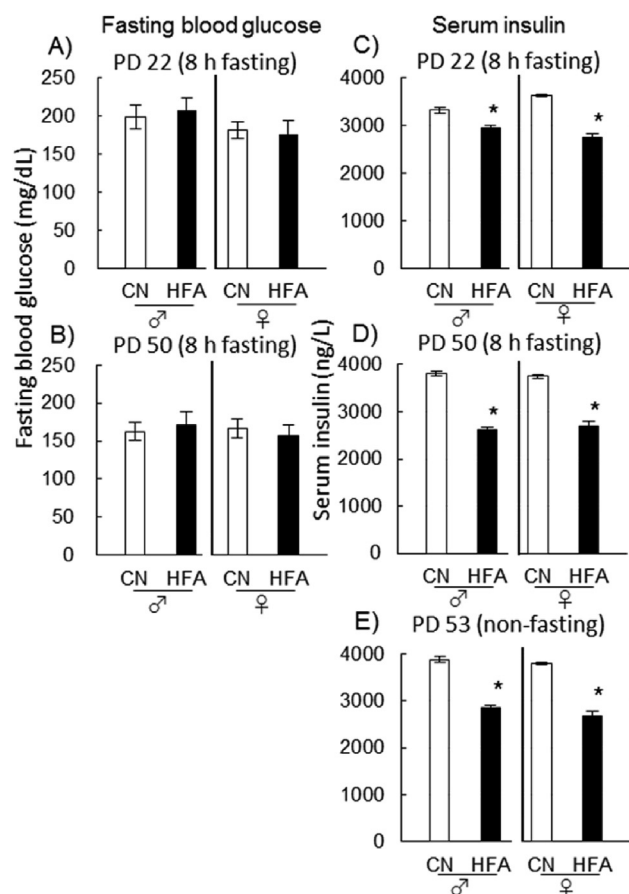 Fasting blood glucose
Serum insulin
A)
PD 22 (8 h fasting)
Fasting blood glucose (mg/dL)
250
200
150
100
50
0
CN HFA
♂
CN HFA
♀
B)
PD 50 (8 h fasting)
250
200
150
100
50
0
CN HFA
♂
CN HFA
♀
C)
PD 22 (8 h fasting)
Serum insulin (ng/L)
4000
3000
2000
1000
0
*
*
CN HFA
♂
CN HFA
♀
D)
PD 50 (8 h fasting)
4000
3000
2000
1000
0
*
*
CN HFA
♂
CN HFA
♀
E)
PD 53 (non-fasting)
4000
3000
2000
1000
0
*
*
CN HFA
♂
CN HFA
♀